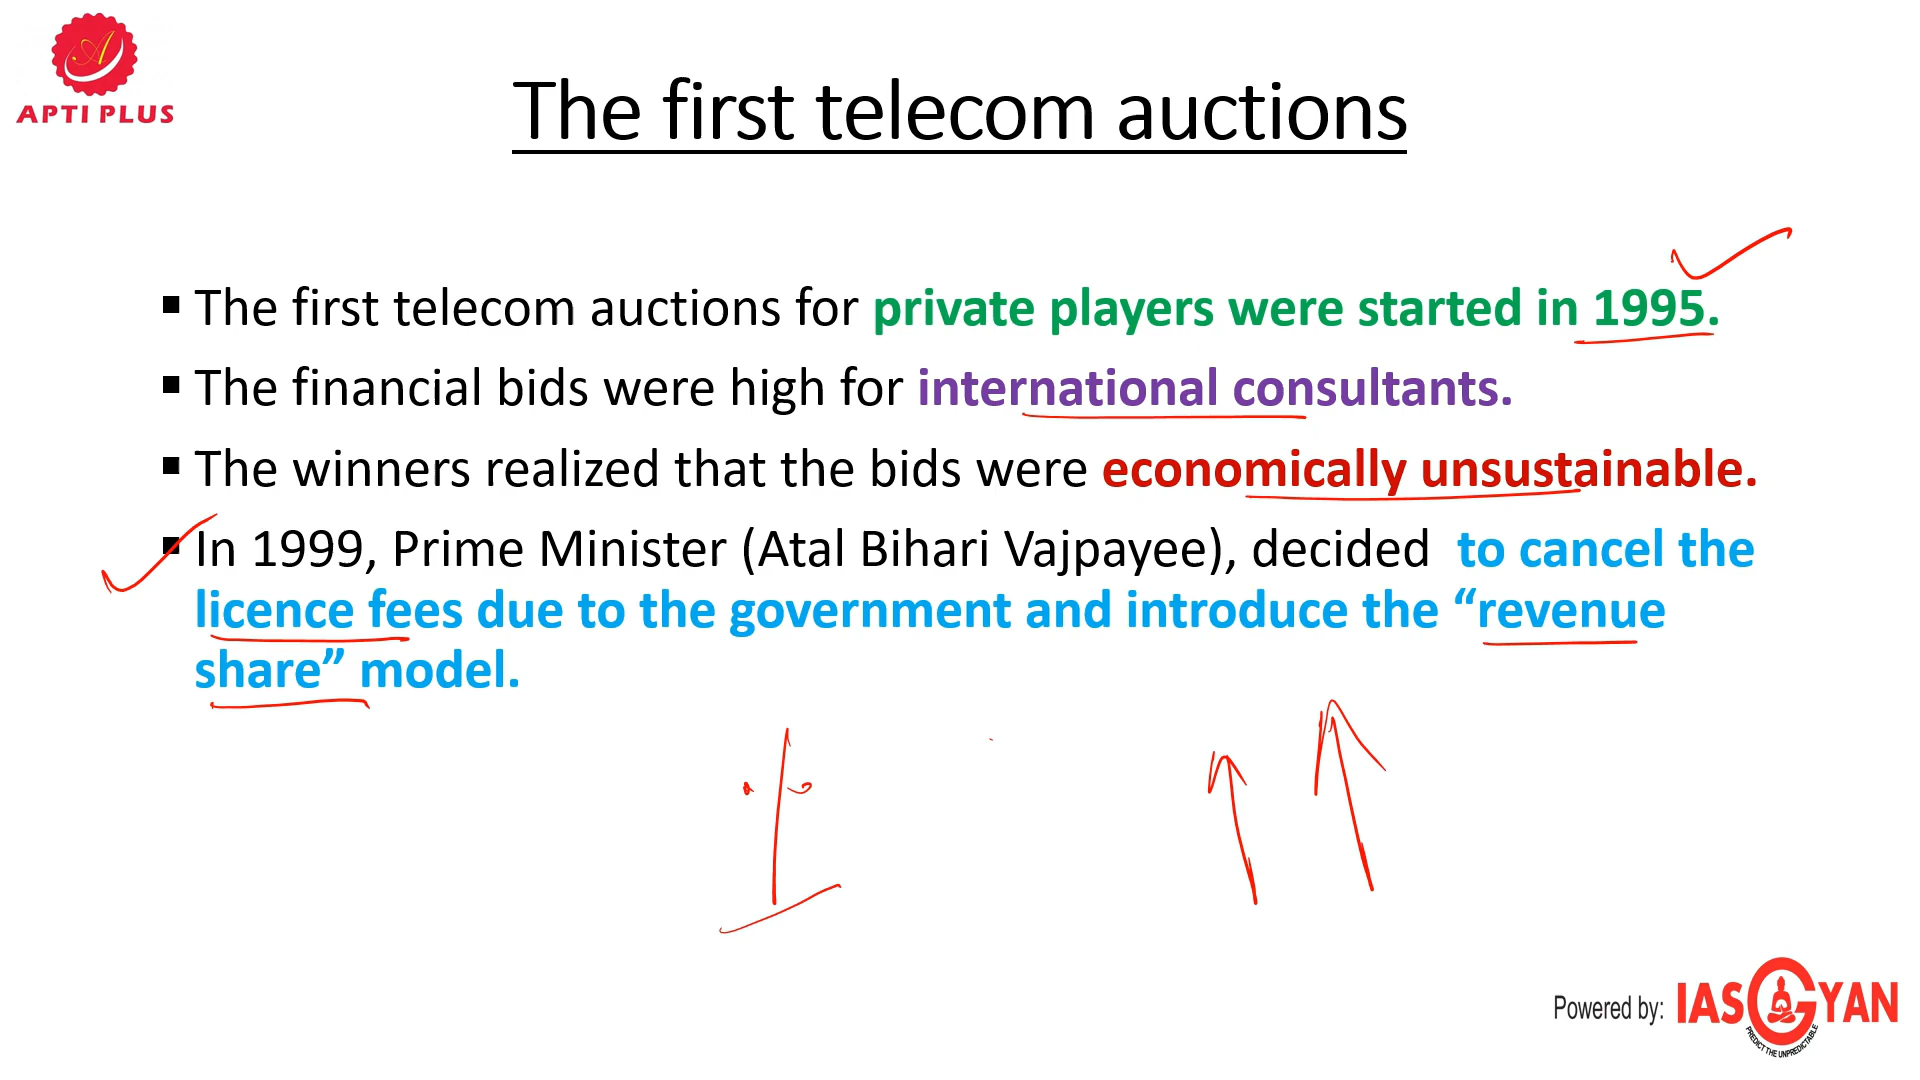 A
APTI PLUS
The first telecom auctions
▪ The first telecom auctions for private players were started in 1995.
▪ The financial bids were high for international consultants.
▪ The winners realized that the bids were economically unsustainable.
▪ In 1999, Prime Minister (Atal Bihari Vajpayee), decided to cancel the
licence fees due to the government and introduce the “revenue
share” model.
%
Powered by: IAS GYAN
PREDICT THE UNPREDICTABLE